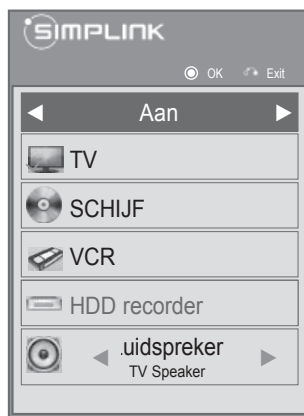 SIMPLINK
OK Exit
Aan
TV
SCHIJF
VCR
HDD recorder
.uidspreker
TV Speaker